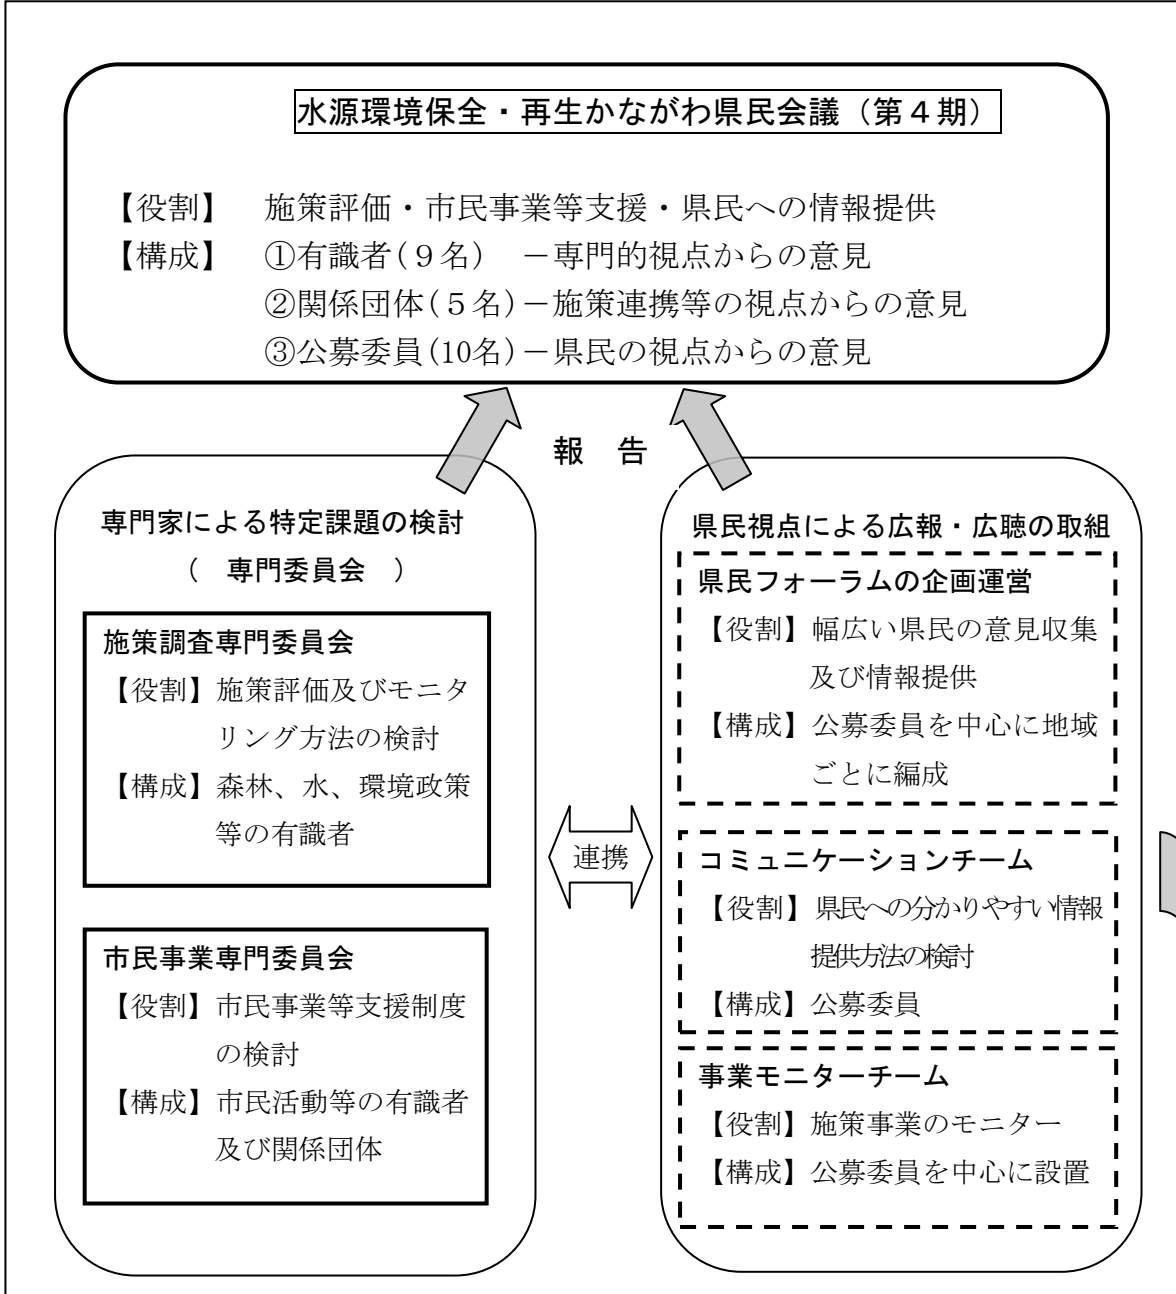 水源環境保全・再生かながわ県民会議（第４期）
【役割】　施策評価・市民事業等支援・県民への情報提供
【構成】　①有識者(９名)　－専門的視点からの意見
②関係団体(５名)－施策連携等の視点からの意見
③公募委員(10名)－県民の視点からの意見
報　告
専門家による特定課題の検討
（　専門委員会　）
施策調査専門委員会
【役割】施策評価及びモニタ
リング方法の検討
【構成】森林、水、環境政策
等の有識者
市民事業専門委員会
【役割】市民事業等支援制度
の検討
【構成】市民活動等の有識者
及び関係団体
連携
県民視点による広報・広聴の取組
県民フォーラムの企画運営
【役割】幅広い県民の意見収集
及び情報提供
【構成】公募委員を中心に地域
ごとに編成
コミュニケーションチーム
【役割】県民への分かりやすい情報
提供方法の検討
【構成】公募委員
事業モニターチーム
【役割】施策事業のモニター
【構成】公募委員を中心に設置